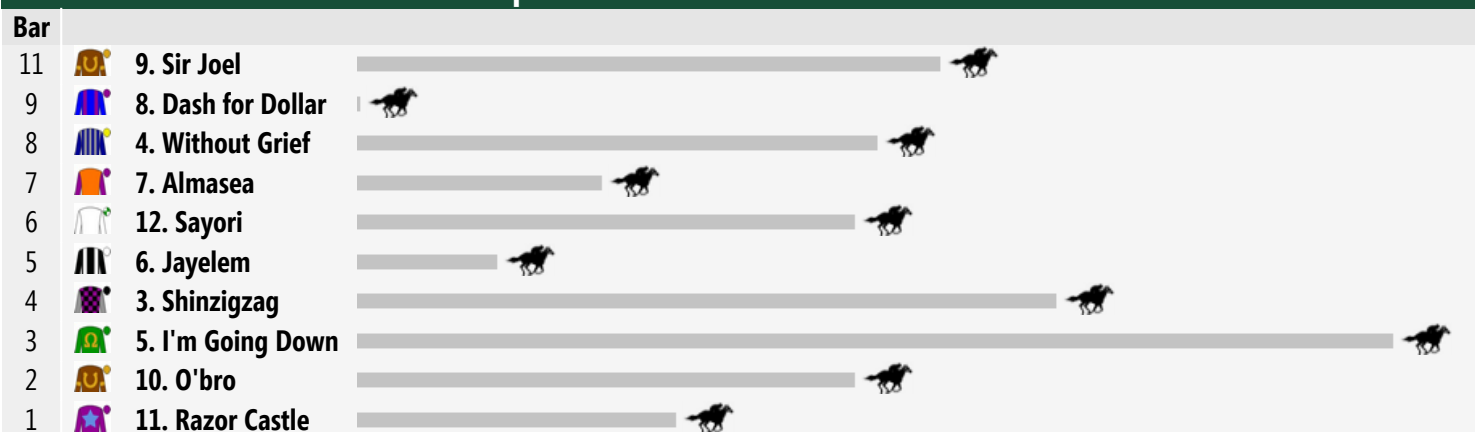 Bar
11 9. Sir Joel
9 8. Dash for Dollar
8 4. Without Grief
7 7. Almasea
6 12. Sayori
5 6. Jayelem
4 3. Shinzigzag
3 5. I'm Going Down
2 10. O'bro
1 11. Razor Castle